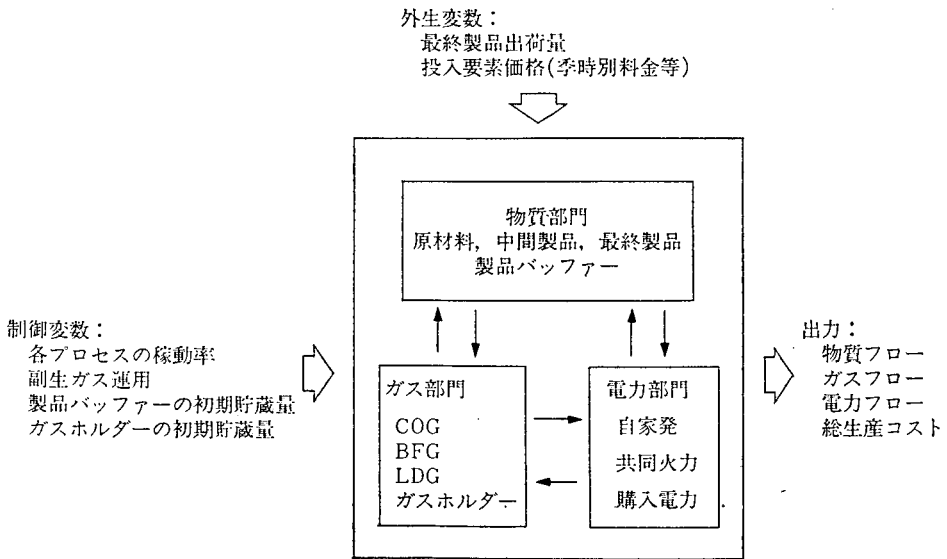 外生変数：
最終製品出荷量
投入要素価格(季時別料金等)
物質部門
原材料，中間製品，最終製品
製品バッファー
制御変数：
各プロセスの稼動率
副生ガス運用
製品バッファーの初期貯蔵量
ガスホルダーの初期貯蔵量
ガス部門
COG
BFG
LDG
ガスホルダー
電力部門
自家発
共同火力
購入電力
出力：
物質フロー
ガスフロー
電力フロー
総生産コスト